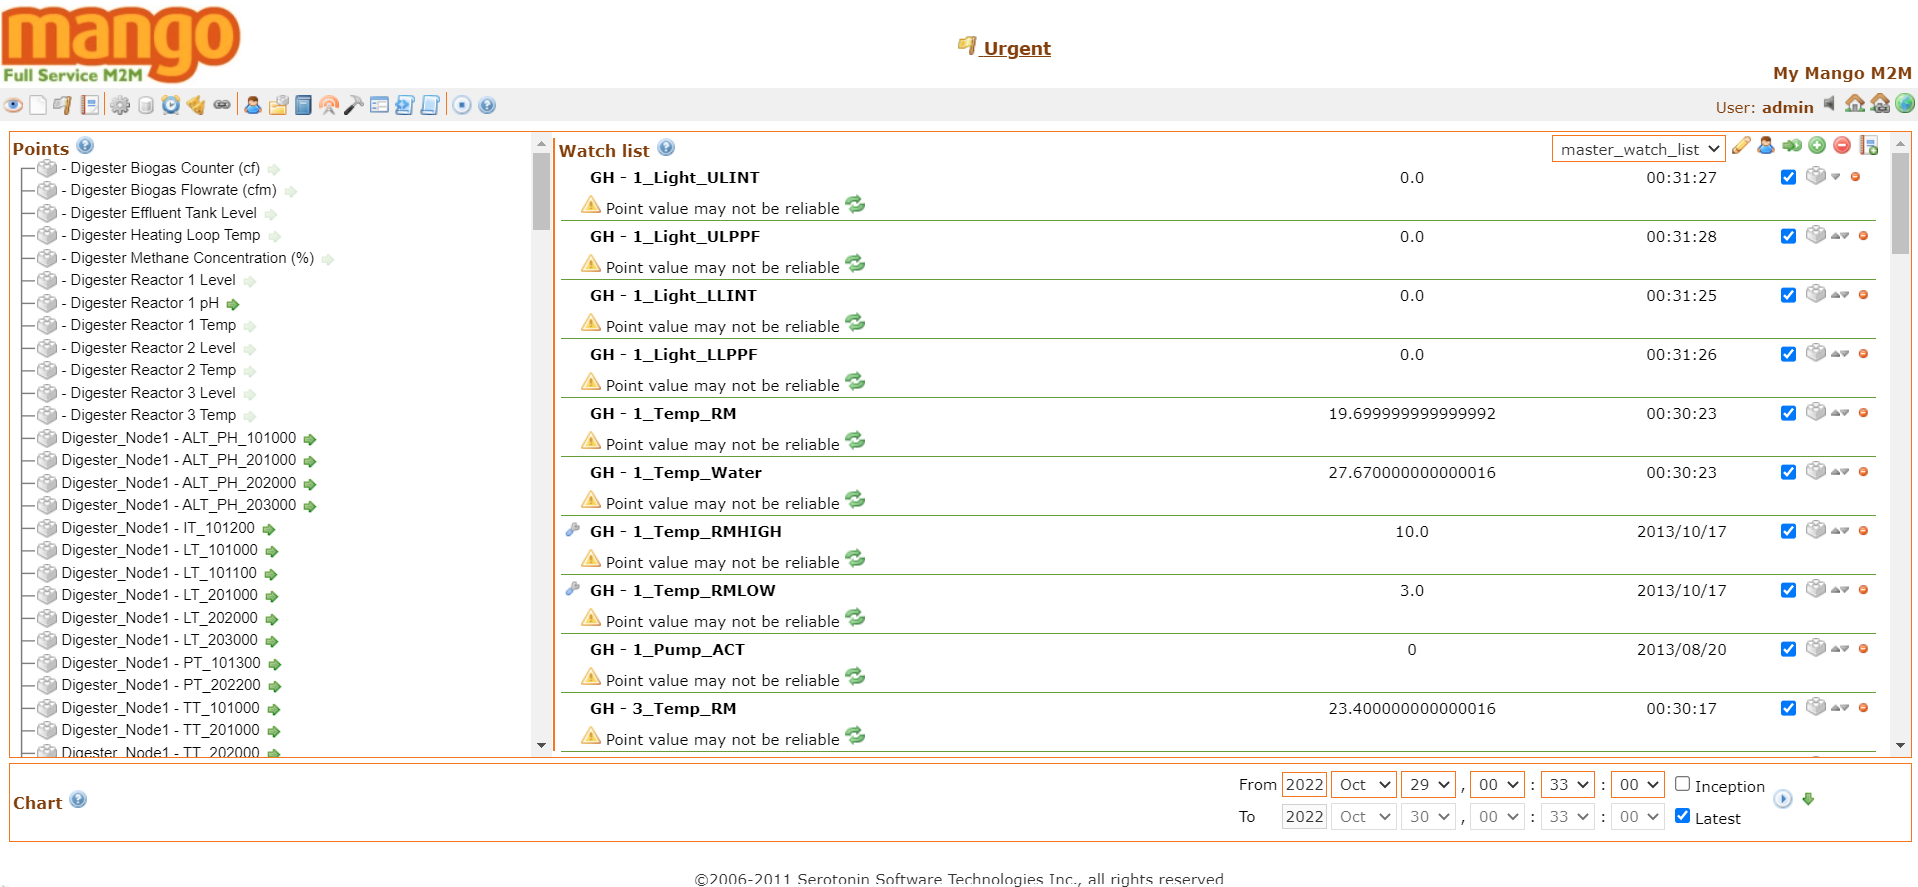 mango
Full Service M2M
Urgent
My Mango M2M
User: admin
Points
- Digester Biogas Counter (cf)
- Digester Biogas Flowrate (cfm)
- Digester Effluent Tank Level
- Digester Heating Loop Temp
- Digester Methane Concentration (%)
- Digester Reactor 1 Level
- Digester Reactor 1 pH
- Digester Reactor 1 Temp
- Digester Reactor 2 Level
- Digester Reactor 2 Temp
- Digester Reactor 3 Level
- Digester Reactor 3 Temp
Digester_Node1 - ALT_PH_101000
Digester_Node1 - ALT_PH_201000
Digester_Node1 - ALT_PH_202000
Digester_Node1 - ALT_PH_203000
Digester_Node1 - IT_101200
Digester_Node1 - LT_101000
Digester_Node1 - LT_101100
Digester_Node1 - LT_201000
Digester_Node1 - LT_202000
Digester_Node1 - LT_203000
Digester_Node1 - PT_101300
Digester_Node1 - PT_202200
Digester_Node1 - TT_101000
Digester_Node1 - TT_201000
Digester_Node1 - TT_202000
Watch list
master_watch_list
GH - 1_Light_ULINT 0.0 00:31:27
Point value may not be reliable
GH - 1_Light_ULPPF 0.0 00:31:28
Point value may not be reliable
GH - 1_Light_LLINT 0.0 00:31:25
Point value may not be reliable
GH - 1_Light_LLPPF 0.0 00:31:26
Point value may not be reliable
GH - 1_Temp_RM 19.699999999999992 00:30:23
Point value may not be reliable
GH - 1_Temp_Water 27.670000000000016 00:30:23
Point value may not be reliable
GH - 1_Temp_RMHIGH 10.0 2013/10/17
Point value may not be reliable
GH - 1_Temp_RMLOW 3.0 2013/10/17
Point value may not be reliable
GH - 1_Pump_ACT 0 2013/08/20
Point value may not be reliable
GH - 3_Temp_RM 23.400000000000016 00:30:17
Point value may not be reliable
Chart
From 2022 Oct 29 , 00 : 33 : 00 Inception
To 2022 Oct 30 , 00 : 33 : 00 Latest
©2006-2011 Serotonin Software Technologies Inc., all rights reserved